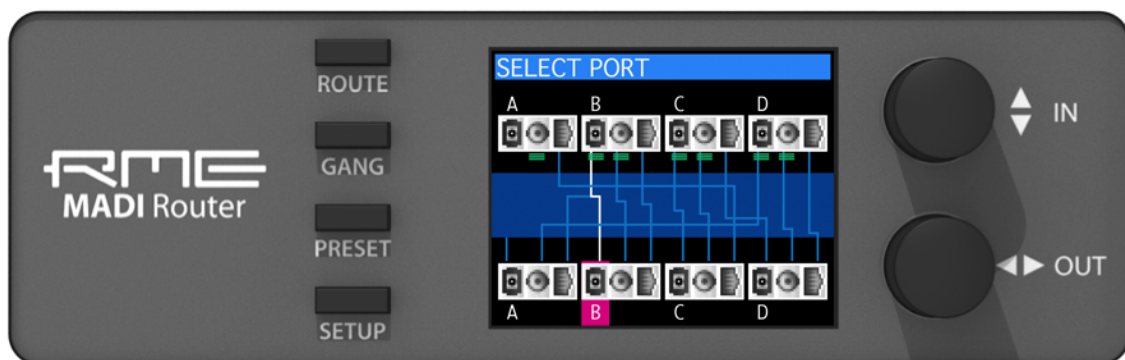 RME
MADI Router
ROUTE
GANG
PRESET
SETUP
SELECT PORT
A B C D
A B C D
IN
OUT